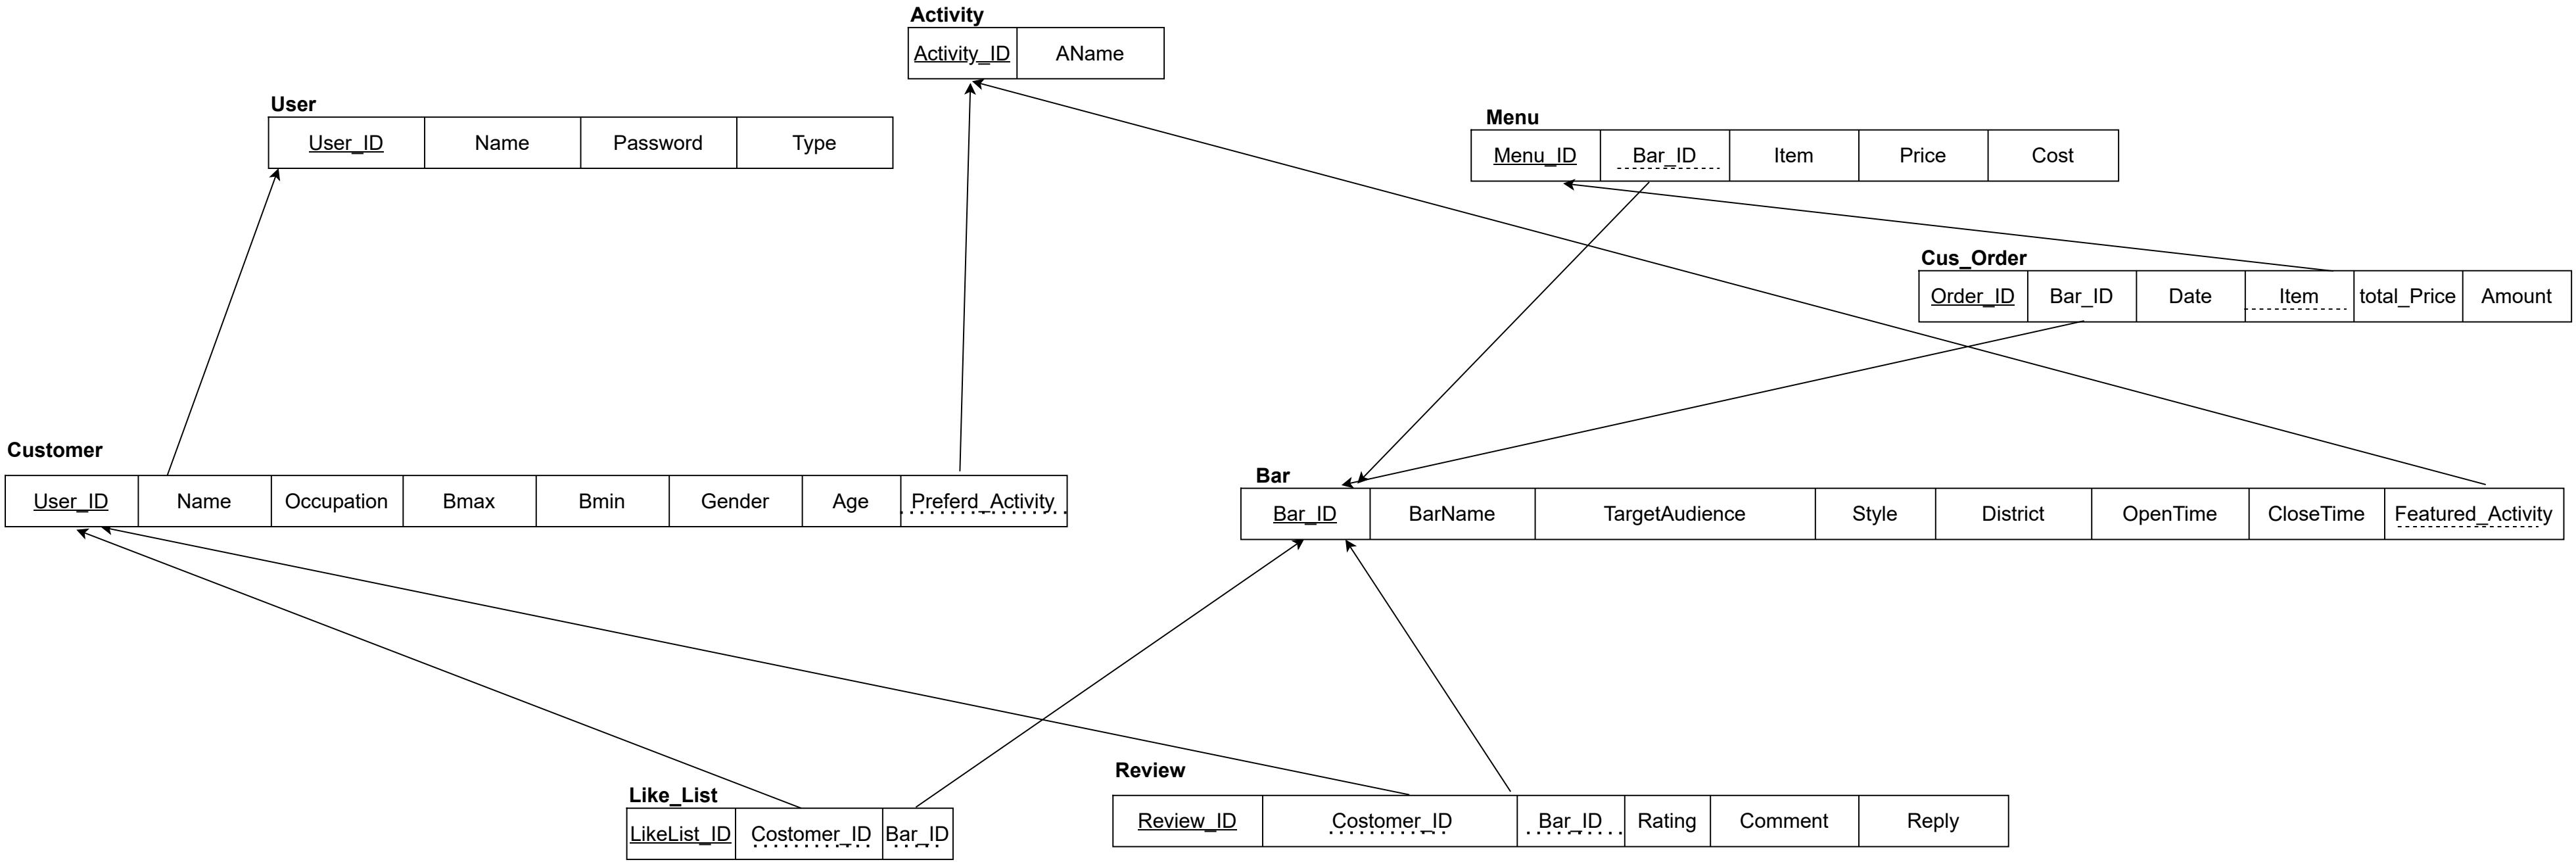 Activity
Activity_ID AName
User
User_ID Name Password Type
Menu
Menu_ID Bar_ID Item Price Cost
Cus_Order
Order_ID Bar_ID Date Item total_Price Amount
Customer
User_ID Name Occupation Bmax Bmin Gender Age Preferd_Activity
Bar
Bar_ID BarName TargetAudience Style District OpenTime CloseTime Featured_Activity
Like_List
LikeList_ID Costomer_ID Bar_ID
Review
Review_ID Costomer_ID Bar_ID Rating Comment Reply